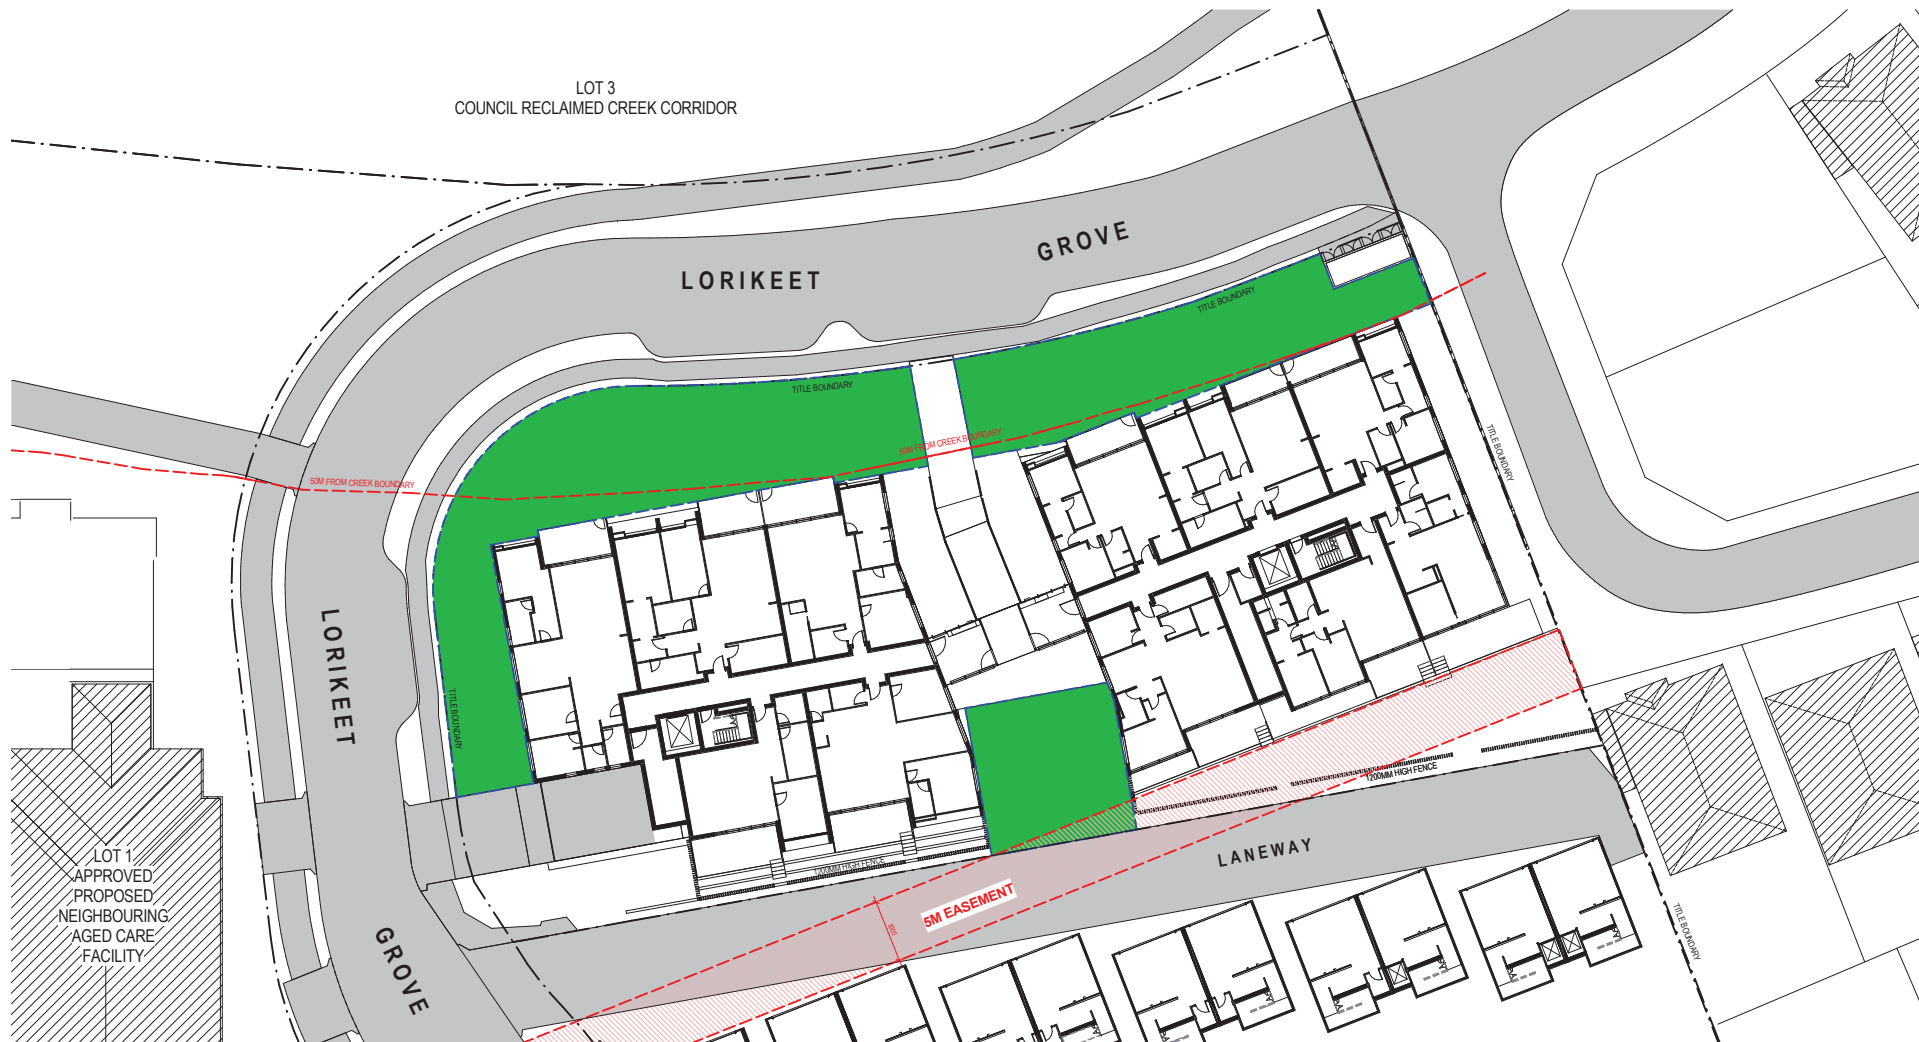 LOT 3
COUNCIL RECLAIMED CREEK CORRIDOR
GROVE
LORIKEET
TITLE BOUNDARY
TITLE BOUNDARY
50M FROM CREEK BOUNDARY
50M FROM CREEK BOUNDARY
TITLE BOUNDARY
LORIKEET
TITLE BOUNDARY
1200MM HIGH FENCE
LOT 1
APPROVED
PROPOSED
NEIGHBOURING
AGED CARE
FACILITY
1200MM HIGH FENCE
LANEWAY
5M EASEMENT
GROVE
TITLE BOUNDARY